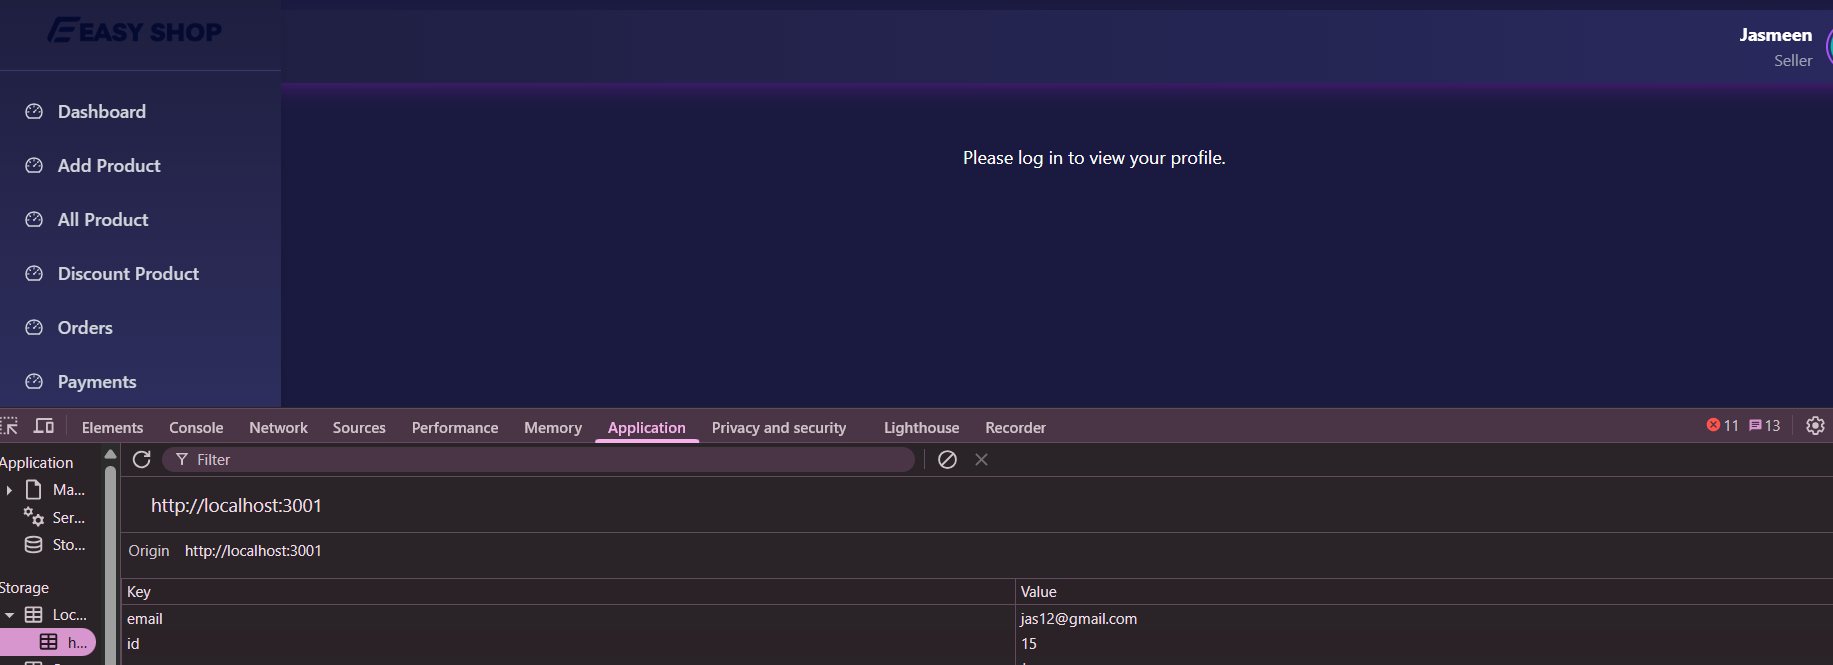 EASY SHOP
Jasmeen
Seller
Dashboard
Add Product
All Product
Discount Product
Orders
Payments
Please log in to view your profile.
Elements Console Network Sources Performance Memory Application Privacy and security Lighthouse Recorder 11 13
Application
Ma...
Ser...
Sto...
Storage
Loc...
h...
Filter
http://localhost:3001
Origin http://localhost:3001
Key Value
email jas12@gmail.com
id 15